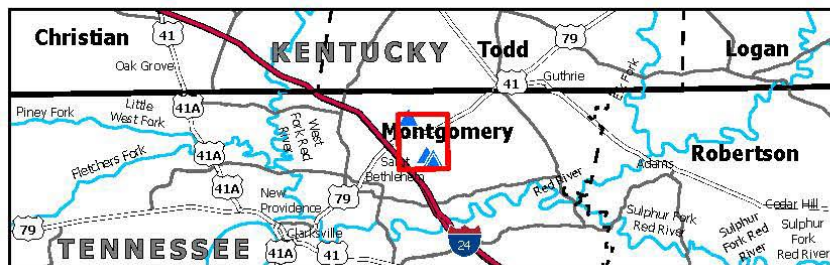 Christian
41
KENTUCKY
Todd
79
Logan
Oak Grove
41
Guthrie
Elk Fork
Piney Fork
Little
West Fork
41A
West
Fork Red
River
Montgomery
Fletchers Fork
41A
Saint
Bethlehem
Adams
Robertson
41A
New
Providence
79
Red River
Cedar Hill
79
TENNESSEE
Clarksville
41A
41
24
Sulphur Fork
Red River
Sulphur
Fork Red
River
Sulphur
Fork
Red River